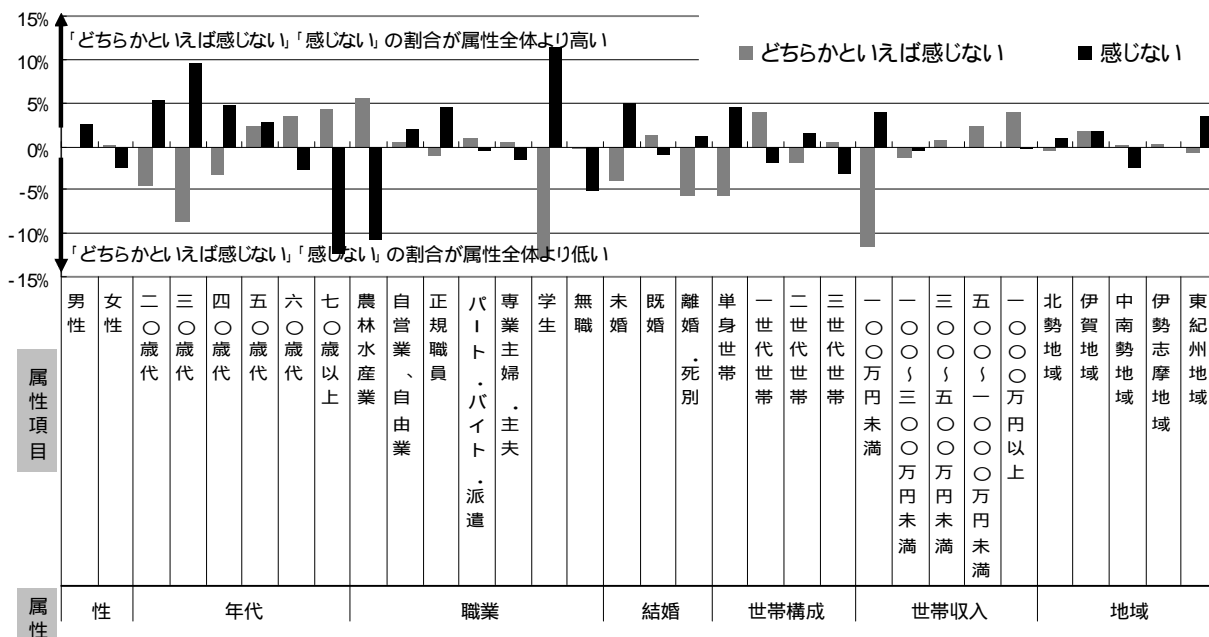 15%
10%
5%
0%
-5%
-10%
-15%
「どちらかといえば感じない」「感じない」の割合が属性全体より高い
どちらかといえば感じない
感じない
「どちらかといえば感じない」「感じない」の割合が属性全体より低い
属性項目
男性
女性
二〇歳代
三〇歳代
四〇歳代
五〇歳代
六〇歳代
七〇歳以上
農林水産業
自営業、自由業
正規職員
パート・バイト・派遣
専業主婦・主夫
学生
無職
未婚
既婚
離婚・死別
単身世帯
一世代世帯
二世代世帯
三世代世帯
一〇〇万円未満
一〇〇～三〇〇万円未満
三〇〇～五〇〇万円未満
五〇〇～一〇〇〇万円未満
一〇〇〇万円以上
北勢地域
伊賀地域
中南勢地域
伊勢志摩地域
東紀州地域
属性
性
年代
職業
結婚
世帯構成
世帯収入
地域